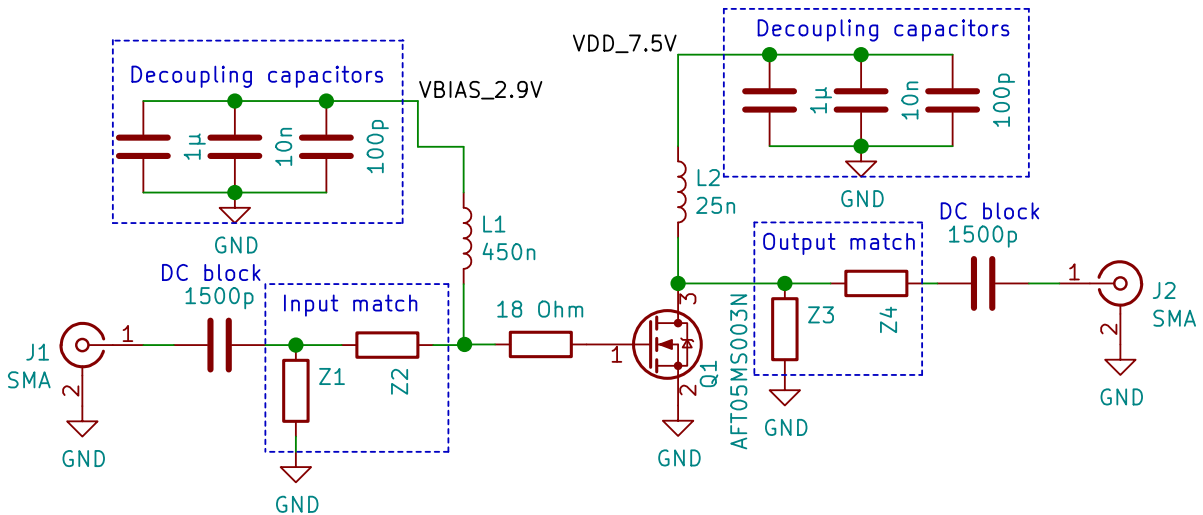 Decoupling capacitors
VBIAS_2.9V
1µ
10n
100p
GND
L1
450n
DC block
1500p
Input match
J1
SMA
1
2
GND
Z1
Z2
GND
18 Ohm
VDD_7.5V
Decoupling capacitors
1µ
10n
100p
GND
L2
25n
1
3
2
Q1
AFT05MS003N
GND
Output match
Z3
Z4
GND
DC block
1500p
1
2
J2
SMA
GND